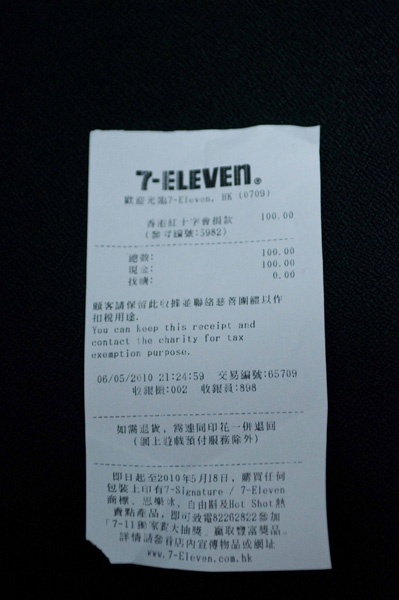 7-ELEVEN®
歡迎光臨7-Eleven, HK (0709)
香港紅十字會捐款 100.00
(參考編號:5982)
總數: 100.00
現金: 100.00
找續: 0.00
顧客請保留此收據並聯絡慈善團體以作
扣稅用途.
You can keep this receipt and
contact the charity for tax
exemption purpose.
06/05/2010 21:24:59 交易編號:65709
收銀櫃:002 收銀員:898
如需退貨, 需連同印花一併退回
(網上遊戲預付服務除外)
即日起至2010年5月18日, 購買任何
包裝上印有7-Signature / 7-Eleven
商標、思樂冰、自由斯及Hot Shot熱
賣點產品, 即可致電82262822參加
「7-11獨家賞大抽獎」贏取豐富獎品。
詳情請參看店內宣傳物品或網址
www.7-Eleven.com.hk